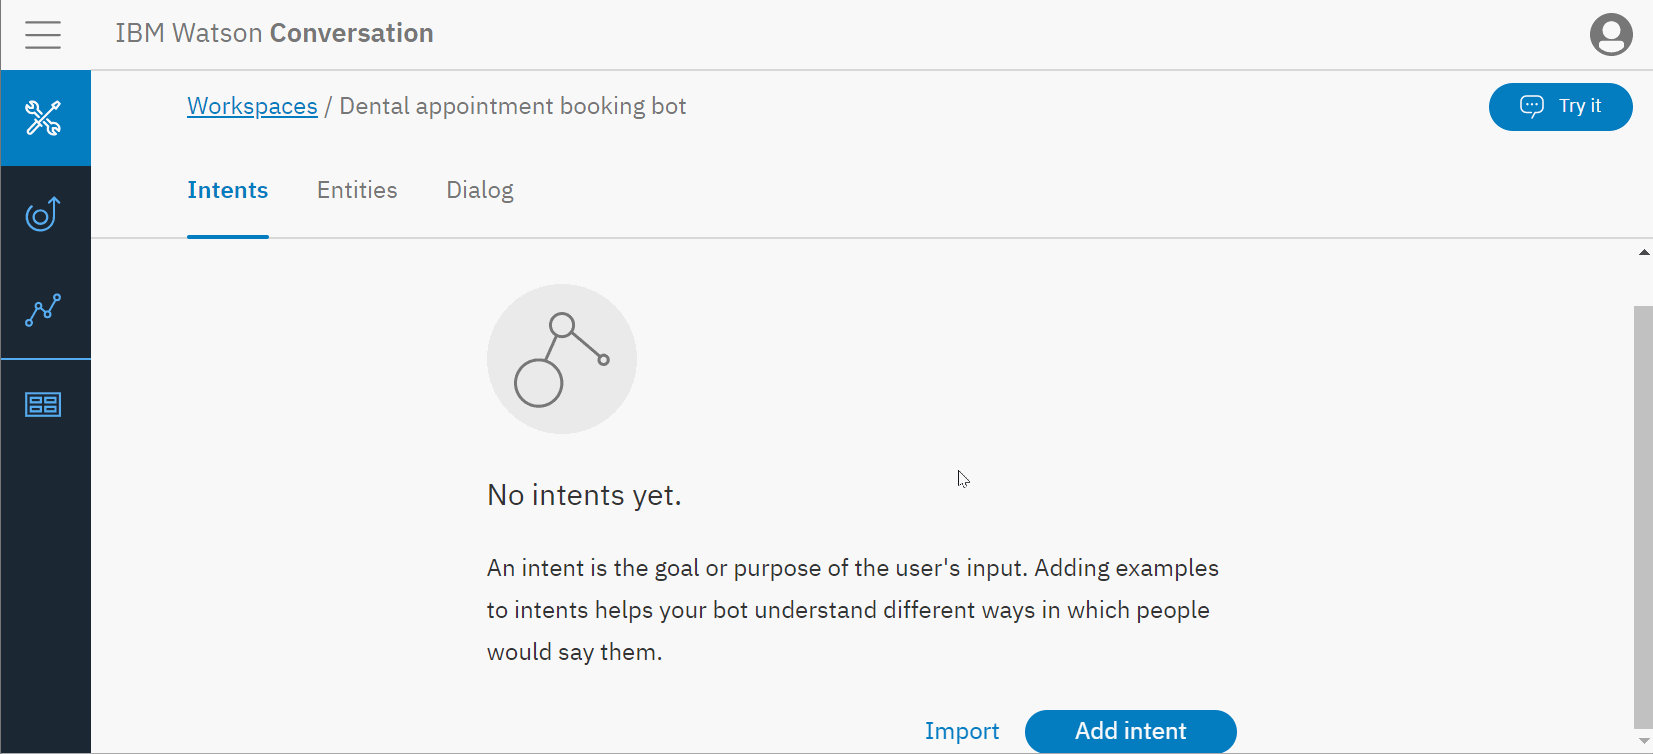 IBM Watson Conversation
Workspaces / Dental appointment booking bot
Try it
Intents Entities Dialog
No intents yet.
An intent is the goal or purpose of the user's input. Adding examples
to intents helps your bot understand different ways in which people
would say them.
Import Add intent